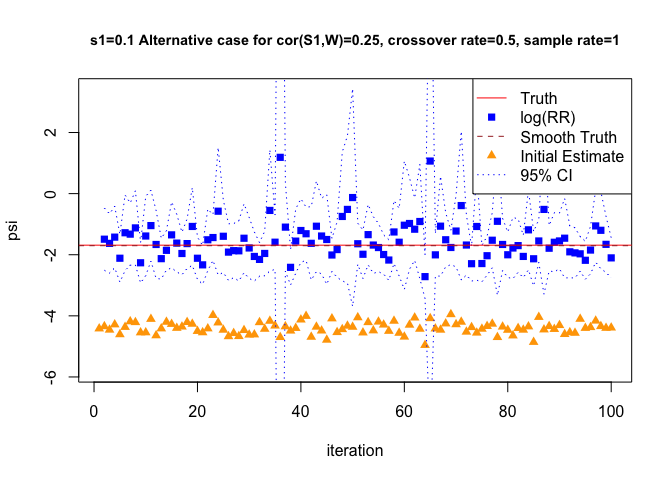 s1=0.1 Alternative case for cor(S1,W)=0.25, crossover rate=0.5, sample rate=1
Truth
log(RR)
Smooth Truth
Initial Estimate
95% CI
psi
2
0
-2
-4
-6
0 20 40 60 80 100
iteration